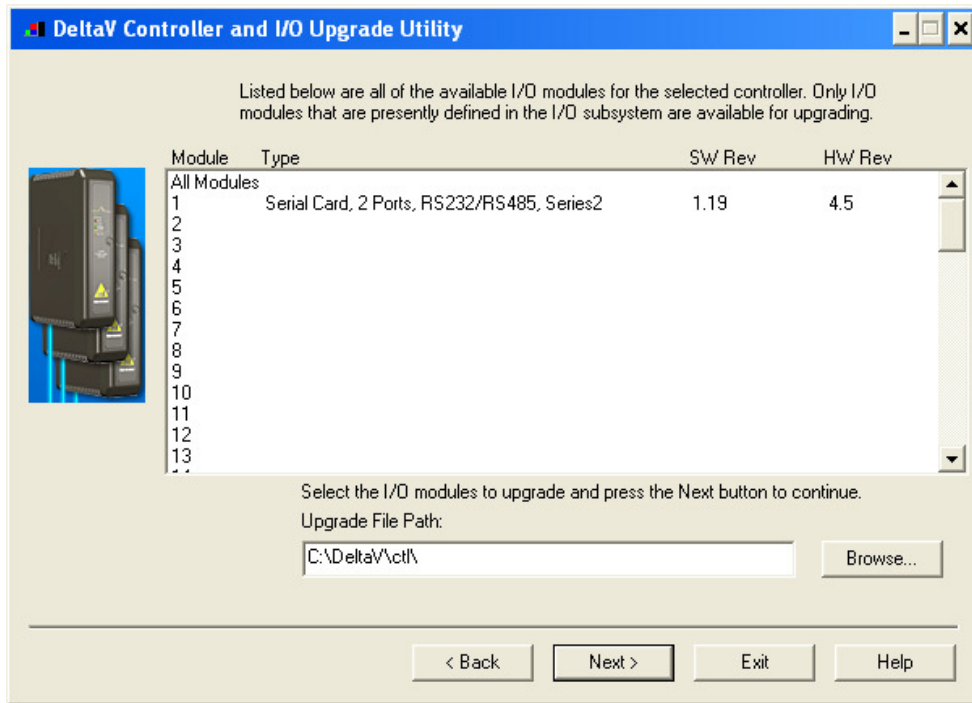 DeltaV Controller and I/O Upgrade Utility
Listed below are all of the available I/O modules for the selected controller. Only I/O
modules that are presently defined in the I/O subsystem are available for upgrading.
Module Type SW Rev HW Rev
All Modules
1 Serial Card, 2 Ports, RS232/RS485, Series2 1.19 4.5
2
3
4
5
6
7
8
9
10
11
12
13
Select the I/O modules to upgrade and press the Next button to continue.
Upgrade File Path:
C:\DeltaV\ctl\ Browse...
< Back Next > Exit Help